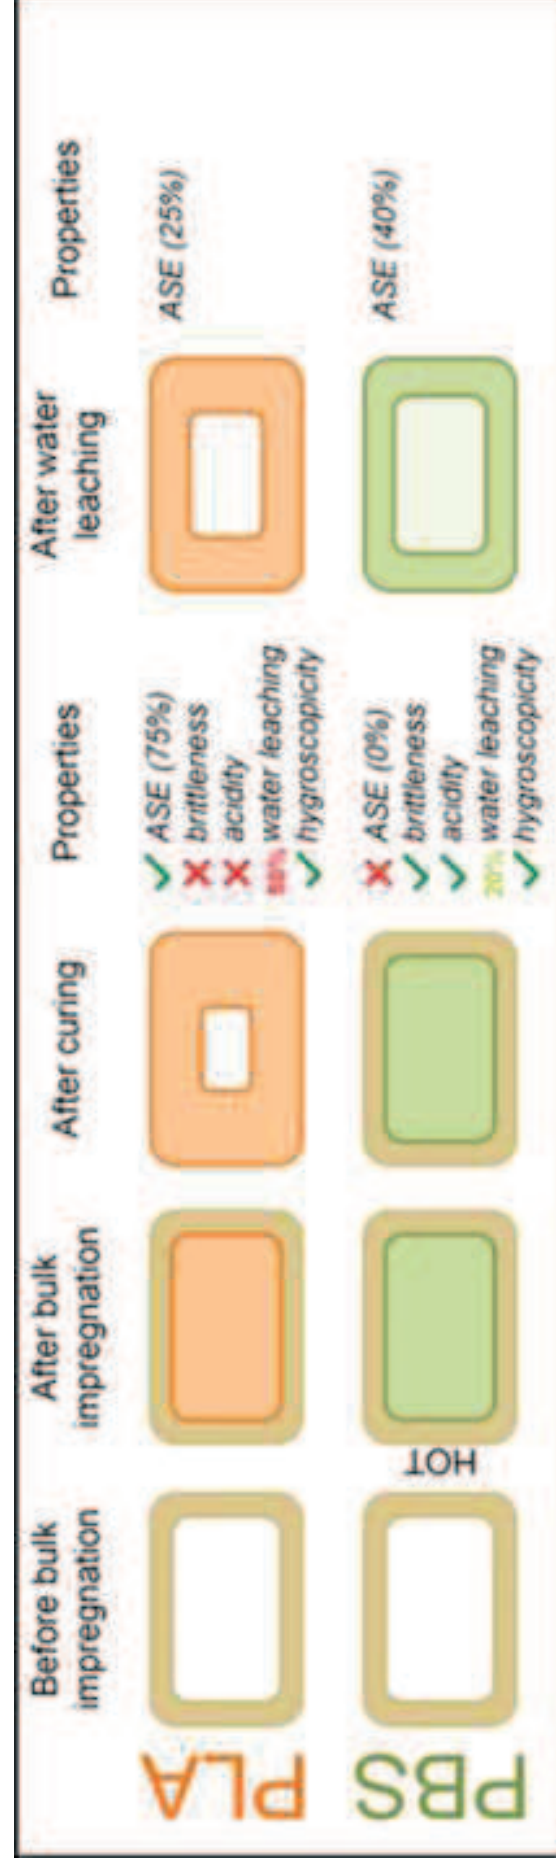 Before bulk
impregnation
After bulk
impregnation
After curing
Properties
After water
leaching
Properties
PLA
✓ ASE (75%)
✗ brittleness
✗ acidity
water leaching
✓ hygroscopicity
ASE (25%)
PBS
HOT
✗ ASE (0%)
✓ brittleness
✓ acidity
20% water leaching
✓ hygroscopicity
ASE (40%)